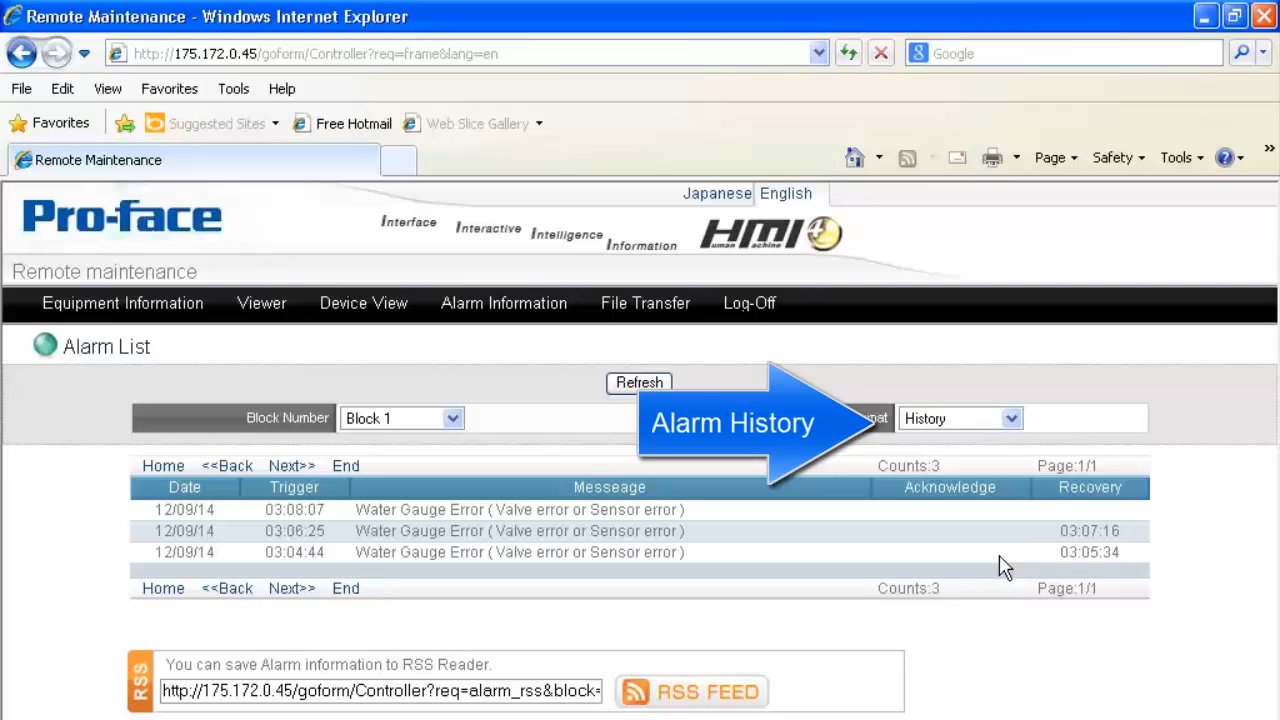 Remote Maintenance - Windows Internet Explorer
http://175.172.0.45/goform/Controller?req=frame&lang=en
Google
File Edit View Favorites Tools Help
Favorites Suggested Sites Free Hotmail Web Slice Gallery
Remote Maintenance Page Safety Tools
Japanese English
Pro-face Interface Interactive Intelligence Information HMI Human Machine 4
Remote maintenance
Equipment Information Viewer Device View Alarm Information File Transfer Log-Off
Alarm List
Refresh
Block Number Block 1 Alarm History History
Home <<Back Next>> End Counts:3 Page:1/1
Date Trigger Messeage Acknowledge Recovery
12/09/14 03:08:07 Water Gauge Error ( Valve error or Sensor error )
12/09/14 03:06:25 Water Gauge Error ( Valve error or Sensor error ) 03:07:16
12/09/14 03:04:44 Water Gauge Error ( Valve error or Sensor error ) 03:05:34
Home <<Back Next>> End Counts:3 Page:1/1
RSS
You can save Alarm information to RSS Reader.
http://175.172.0.45/goform/Controller?req=alarm_rss&block= RSS FEED